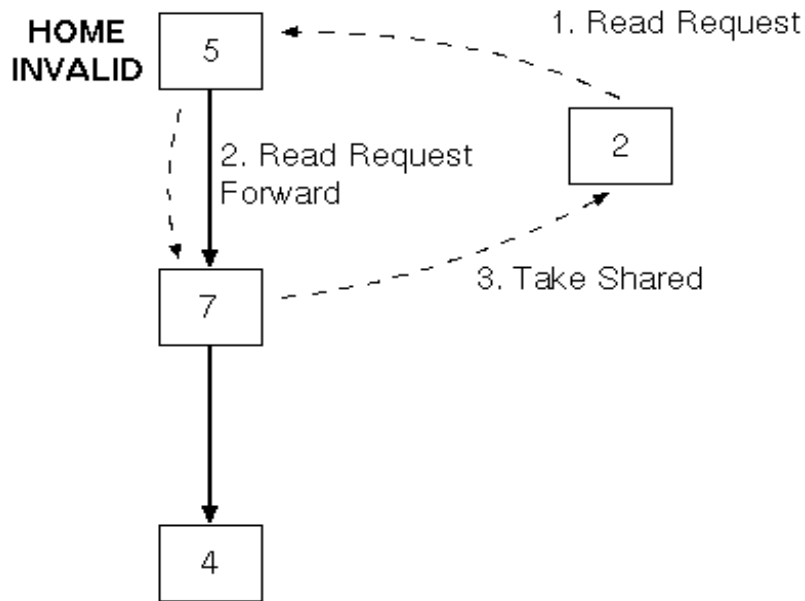 HOME
INVALID
5
1. Read Request
2
2. Read Request
Forward
7
3. Take Shared
4